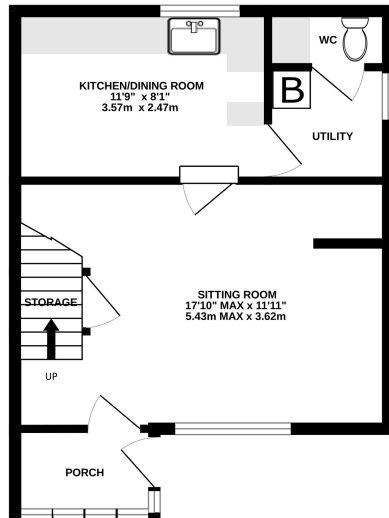 WC
KITCHEN/DINING ROOM
11'9" x 8'1"
3.57m x 2.47m
B
UTILITY
SITTING ROOM
17'10" MAX x 11'11"
5.43m MAX x 3.62m
STORAGE
UP
PORCH